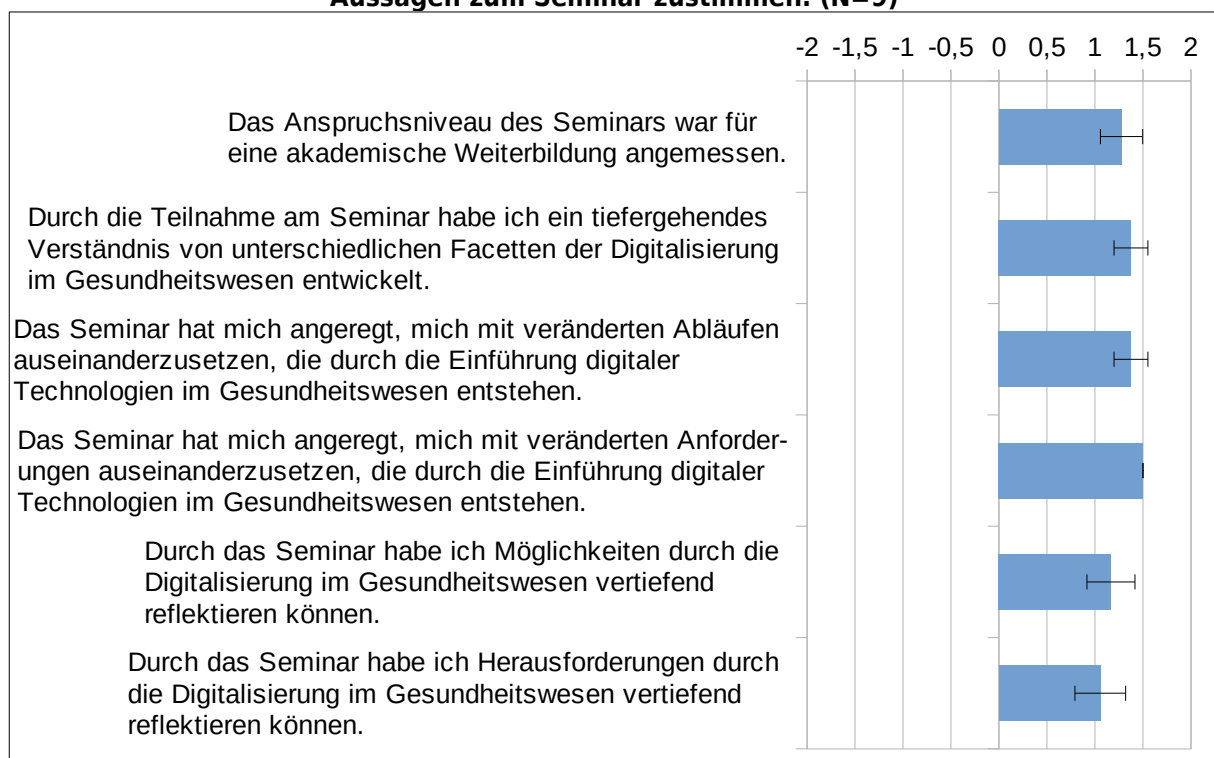 Aussagen zum Seminar zustimmen. (N=9)
-2 -1,5 -1 -0,5 0 0,5 1 1,5 2
Das Anspruchsniveau des Seminars war für
eine akademische Weiterbildung angemessen.
Durch die Teilnahme am Seminar habe ich ein tiefergehendes
Verständnis von unterschiedlichen Facetten der Digitalisierung
im Gesundheitswesen entwickelt.
Das Seminar hat mich angeregt, mich mit veränderten Abläufen
auseinanderzusetzen, die durch die Einführung digitaler
Technologien im Gesundheitswesen entstehen.
Das Seminar hat mich angeregt, mich mit veränderten Anforder-
ungen auseinanderzusetzen, die durch die Einführung digitaler
Technologien im Gesundheitswesen entstehen.
Durch das Seminar habe ich Möglichkeiten durch die
Digitalisierung im Gesundheitswesen vertiefend
reflektieren können.
Durch das Seminar habe ich Herausforderungen durch
die Digitalisierung im Gesundheitswesen vertiefend
reflektieren können.